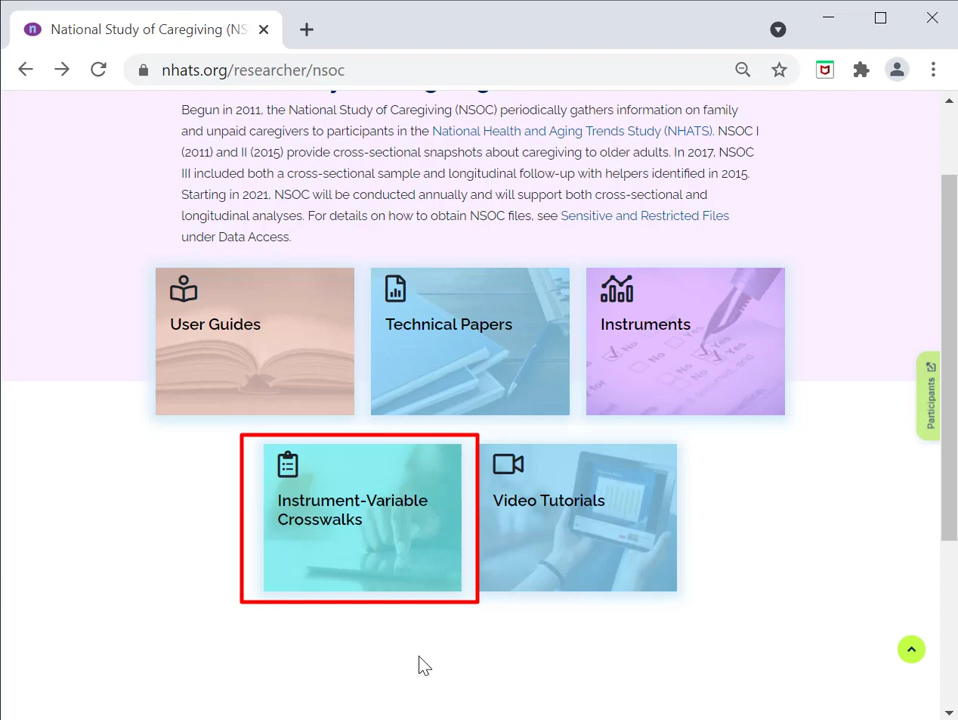 National Study of Caregiving (NS
nhats.org/researcher/nsoc
Begun in 2011, the National Study of Caregiving (NSOC) periodically gathers information on family
and unpaid caregivers to participants in the National Health and Aging Trends Study (NHATS). NSOC I
(2011) and II (2015) provide cross-sectional snapshots about caregiving to older adults. In 2017, NSOC
III included both a cross-sectional sample and longitudinal follow-up with helpers identified in 2015.
Starting in 2021, NSOC will be conducted annually and will support both cross-sectional and
longitudinal analyses. For details on how to obtain NSOC files, see Sensitive and Restricted Files
under Data Access.
User Guides
Technical Papers
Instruments
No
Yes
No
Yes
No
Instrument-Variable
Crosswalks
Video Tutorials
Participants